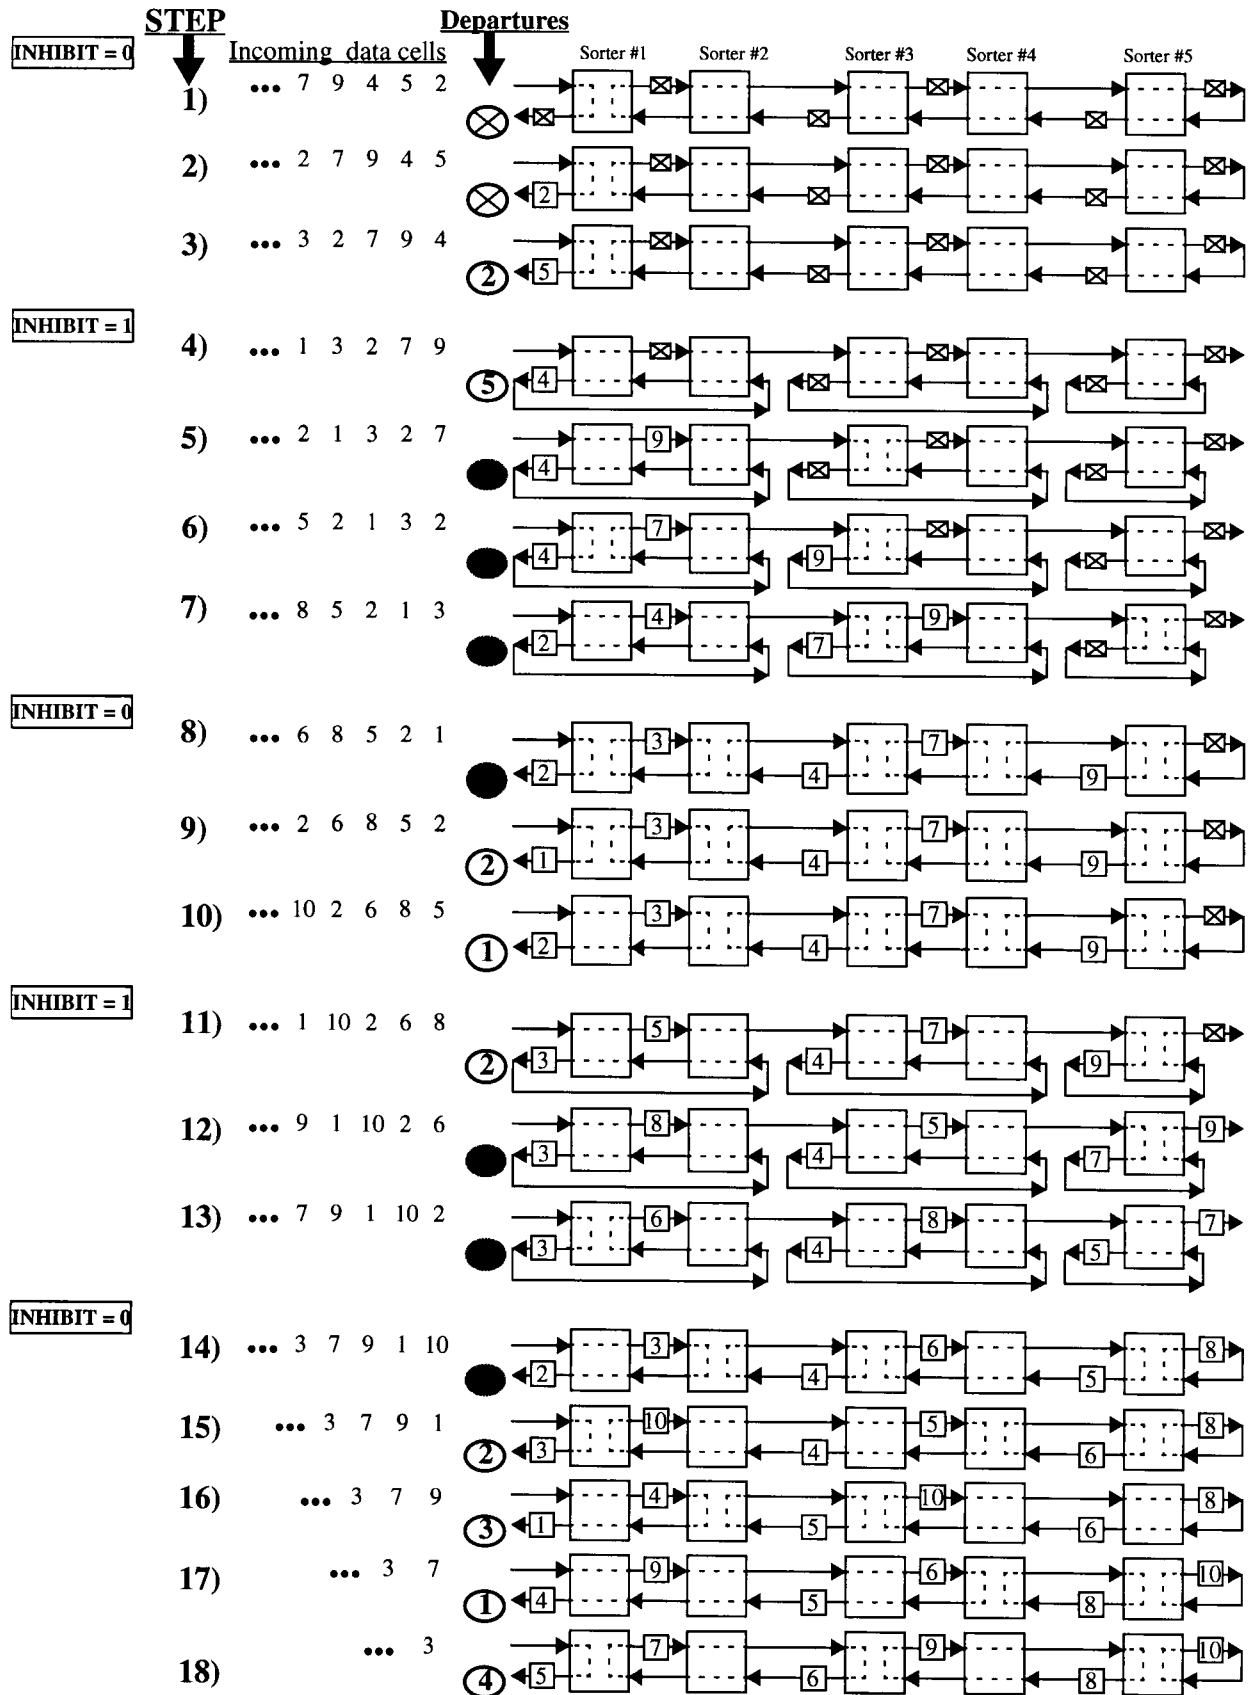 STEP Departures
INHIBIT = 0 Incoming data cells Sorter #1 Sorter #2 Sorter #3 Sorter #4 Sorter #5
1) ••• 7 9 4 5 2
2) ••• 2 7 9 4 5 2
3) ••• 3 2 7 9 4 2 5
INHIBIT = 1
4) ••• 1 3 2 7 9 5 4
5) ••• 2 1 3 2 7 4 9
6) ••• 5 2 1 3 2 4 7 9
7) ••• 8 5 2 1 3 2 4 7 9
INHIBIT = 0
8) ••• 6 8 5 2 1 2 3 4 7 9
9) ••• 2 6 8 5 2 2 1 3 4 7 9
10) ••• 10 2 6 8 5 1 2 3 4 7 9
INHIBIT = 1
11) ••• 1 10 2 6 8 2 3 5 4 7 9
12) ••• 9 1 10 2 6 3 8 4 5 7 9
13) ••• 7 9 1 10 2 3 6 4 8 5 7
INHIBIT = 0
14) ••• 3 7 9 1 10 2 3 4 6 5 8
15) ••• 3 7 9 1 2 3 10 4 5 6 8
16) ••• 3 7 9 3 1 4 5 10 6 8
17) ••• 3 7 1 4 9 5 6 8 10
18) ••• 3 4 5 7 6 9 8 10